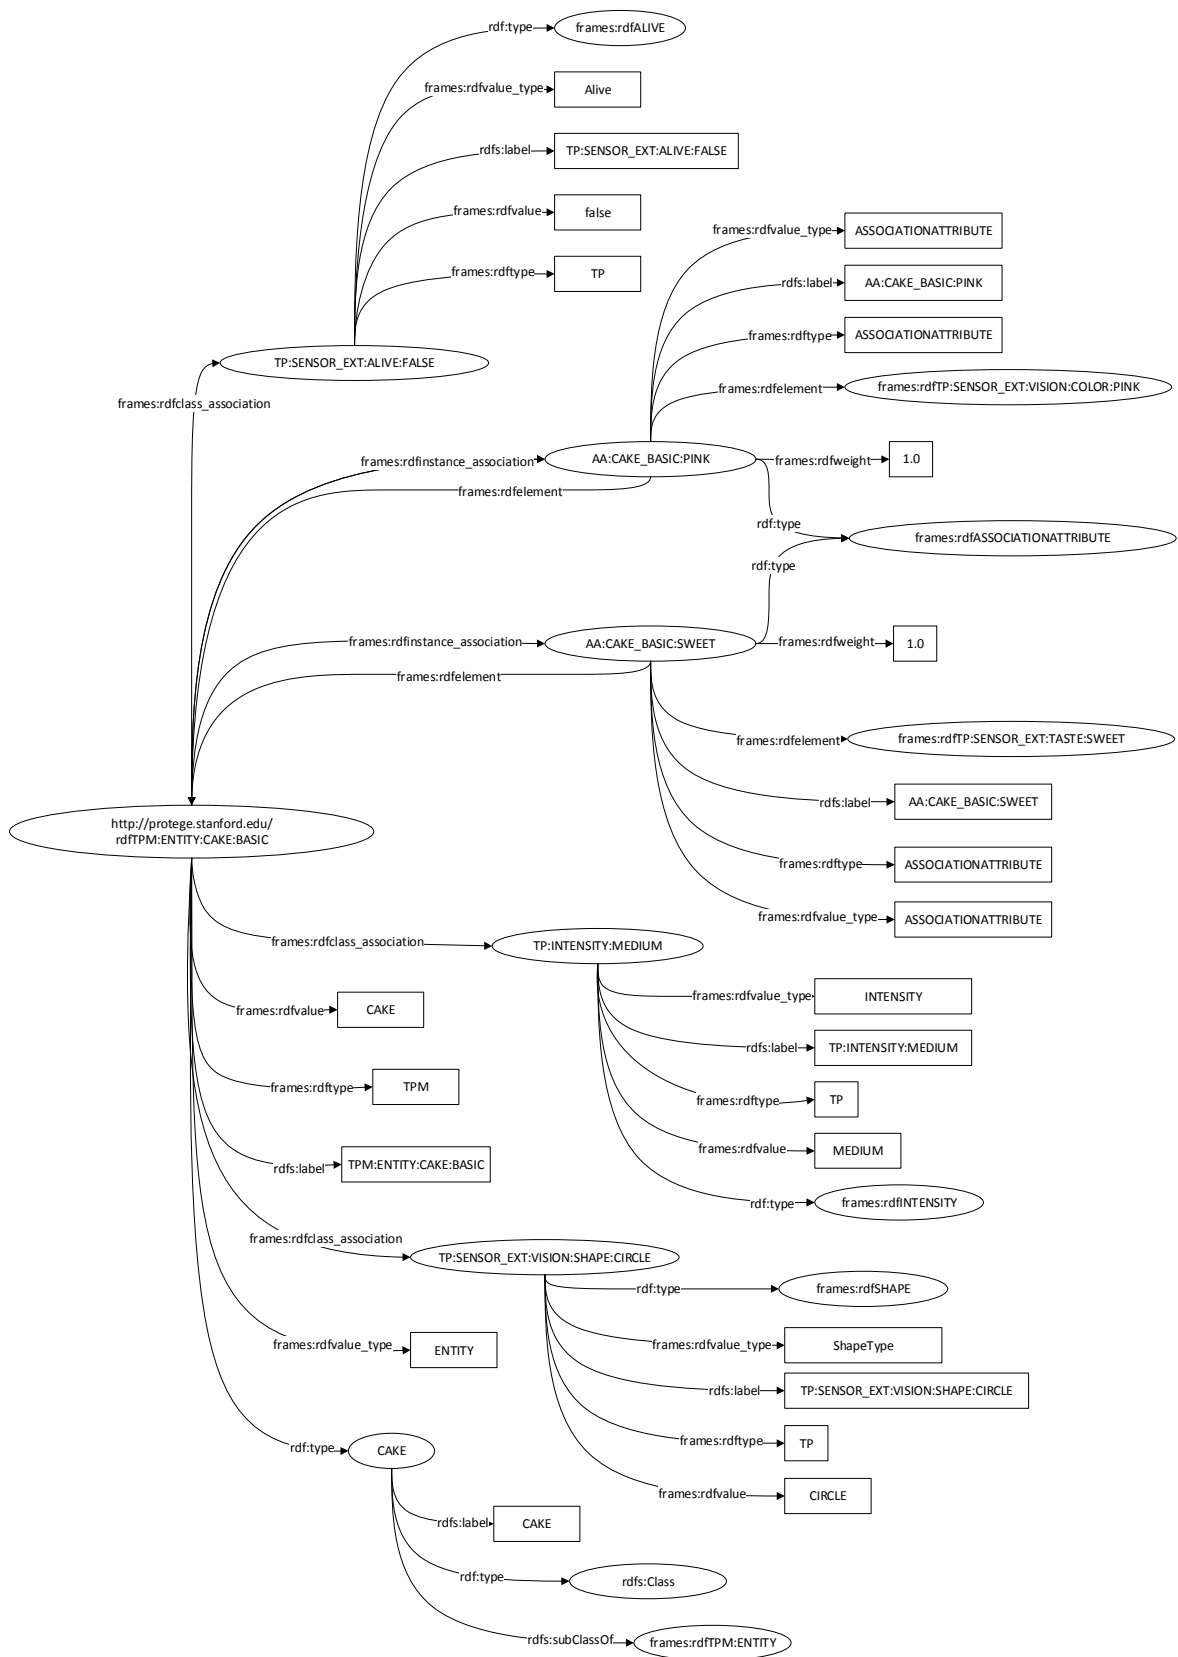 rdf:type
frames:rdfALIVE
frames:rdfvalue_type
Alive
rdfs:label
TP:SENSOR_EXT:ALIVE:FALSE
frames:rdfvalue
false
frames:rdftype
TP
TP:SENSOR_EXT:ALIVE:FALSE
frames:rdfclass_association
frames:rdfvalue_type
ASSOCIATIONATTRIBUTE
rdfs:label
AA:CAKE_BASIC:PINK
frames:rdftype
ASSOCIATIONATTRIBUTE
frames:rdfelement
frames:rdfTP:SENSOR_EXT:VISION:COLOR:PINK
frames:rdfinstance_association
AA:CAKE_BASIC:PINK
frames:rdfweight
1.0
frames:rdfelement
rdf:type
frames:rdfASSOCIATIONATTRIBUTE
rdf:type
frames:rdfinstance_association
AA:CAKE_BASIC:SWEET
frames:rdfweight
1.0
frames:rdfelement
frames:rdfelement
frames:rdfTP:SENSOR_EXT:TASTE:SWEET
rdfs:label
AA:CAKE_BASIC:SWEET
http://protege.stanford.edu/
rdfTPM:ENTITY:CAKE:BASIC
frames:rdftype
ASSOCIATIONATTRIBUTE
frames:rdfvalue_type
ASSOCIATIONATTRIBUTE
frames:rdfclass_association
TP:INTENSITY:MEDIUM
frames:rdfvalue_type
INTENSITY
frames:rdfvalue
CAKE
rdfs:label
TP:INTENSITY:MEDIUM
frames:rdftype
TPM
frames:rdftype
TP
frames:rdfvalue
MEDIUM
rdfs:label
TPM:ENTITY:CAKE:BASIC
rdf:type
frames:rdfINTENSITY
frames:rdfclass_association
TP:SENSOR_EXT:VISION:SHAPE:CIRCLE
rdf:type
frames:rdfSHAPE
frames:rdfvalue_type
ENTITY
frames:rdfvalue_type
ShapeType
rdfs:label
TP:SENSOR_EXT:VISION:SHAPE:CIRCLE
frames:rdftype
TP
rdf:type
CAKE
frames:rdfvalue
CIRCLE
rdfs:label
CAKE
rdf:type
rdfs:Class
rdfs:subClassOf
frames:rdfTPM:ENTITY